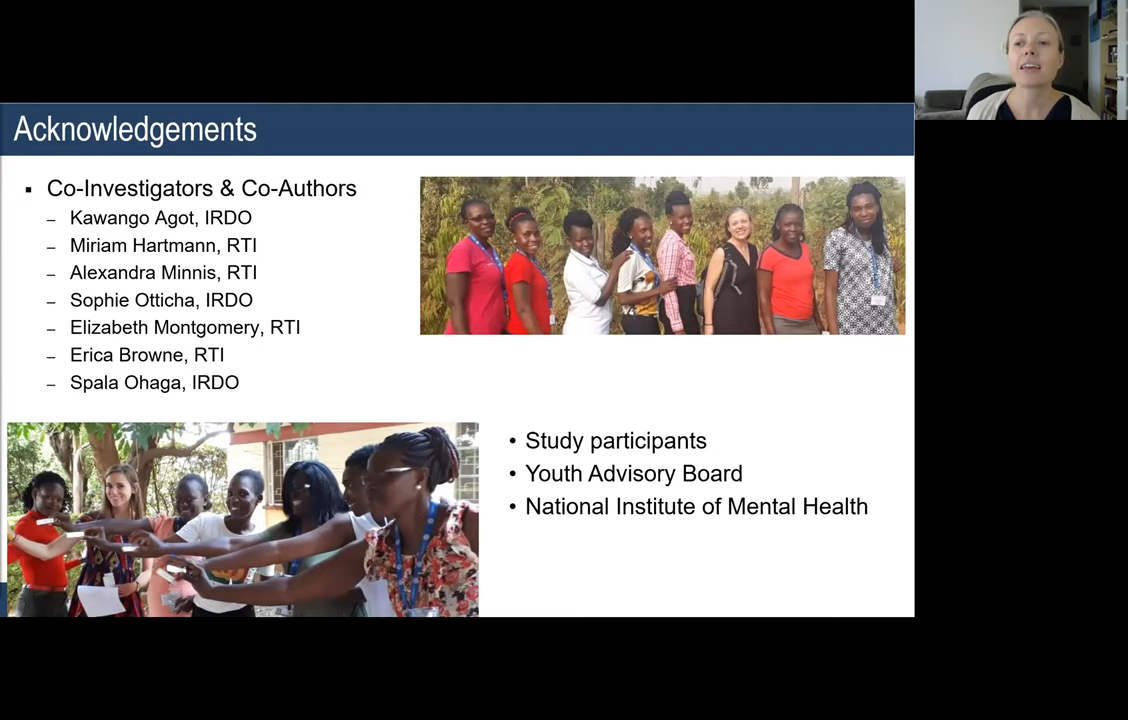 Acknowledgements
▪ Co-Investigators & Co-Authors
– Kawango Agot, IRDO
– Miriam Hartmann, RTI
– Alexandra Minnis, RTI
– Sophie Otticha, IRDO
– Elizabeth Montgomery, RTI
– Erica Browne, RTI
– Spala Ohaga, IRDO
• Study participants
• Youth Advisory Board
• National Institute of Mental Health